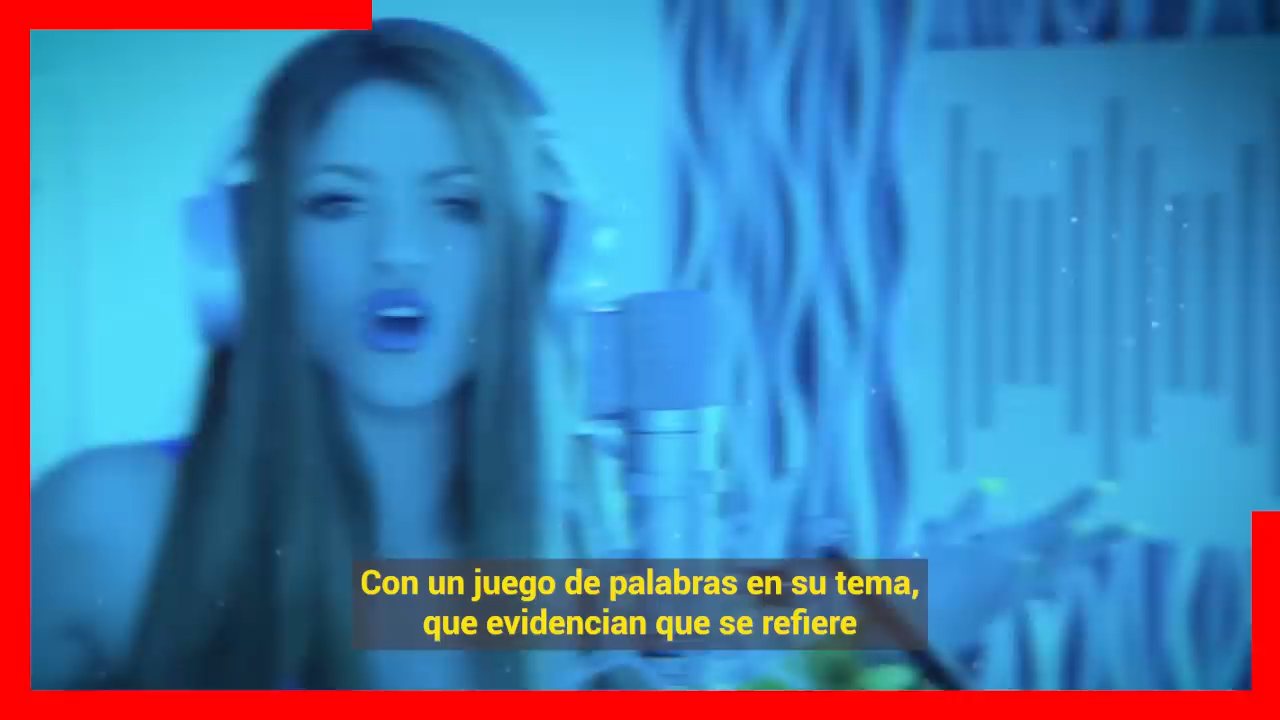 Con un juego de palabras en su tema,
que evidencian que se refiere